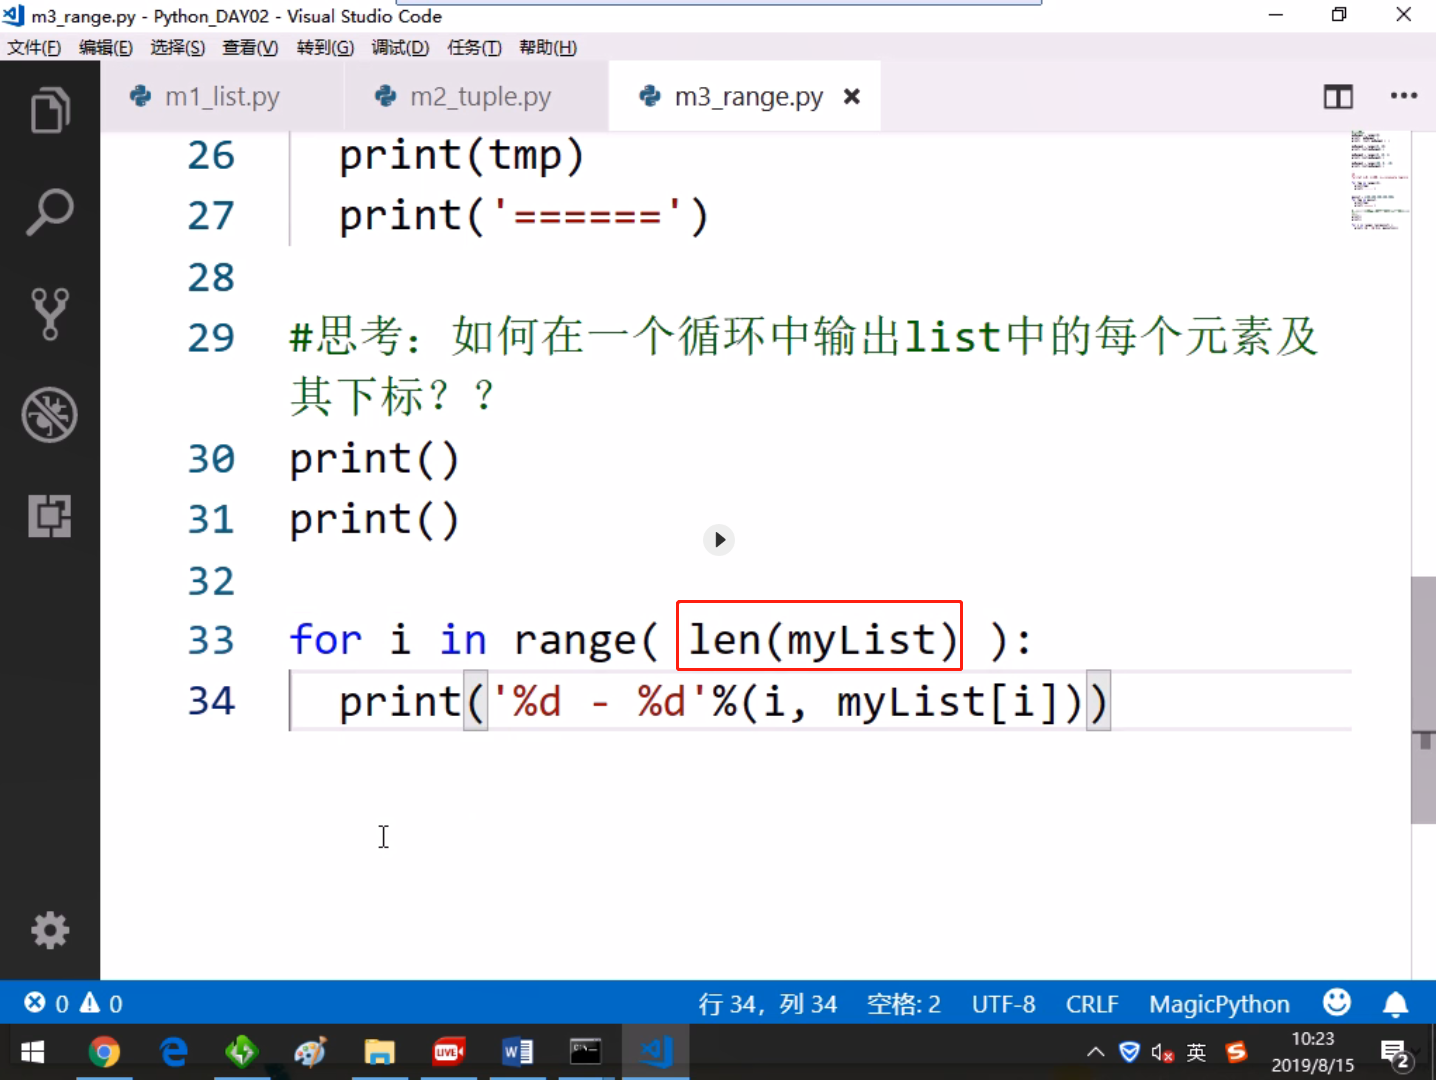 m3_range.py - Python_DAY02 - Visual Studio Code
文件(F) 编辑(E) 选择(S) 查看(V) 转到(G) 调试(D) 任务(T) 帮助(H)
m1_list.py m2_tuple.py m3_range.py
26 print(tmp)
27 print('======')
28
29 #思考：如何在一个循环中输出list中的每个元素及
其下标？？
30 print()
31 print()
32
33 for i in range( len(myList) ):
34 print('%d - %d'%(i, myList[i]))
0 0 行 34，列 34 空格: 2 UTF-8 CRLF MagicPython
LIVE 英 10:23
2019/8/15 2